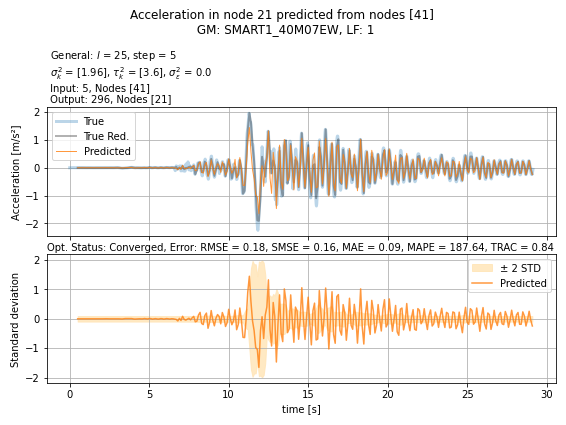 Acceleration in node 21 predicted from nodes [41]
GM: SMART1_40M07EW, LF: 1
General: l = 25, step = 5
σ²ₖ = [1.96], τ²ₖ = [3.6], σ²ₑ = 0.0
Input: 5, Nodes [41]
Output: 296, Nodes [21]
2
1
0
−1
−2
Acceleration [m/s²]
True
True Red.
Predicted
Opt. Status: Converged, Error: RMSE = 0.18, SMSE = 0.16, MAE = 0.09, MAPE = 187.64, TRAC = 0.84
2
1
0
−1
−2
Standard deviation
± 2 STD
Predicted
0 5 10 15 20 25 30
time [s]